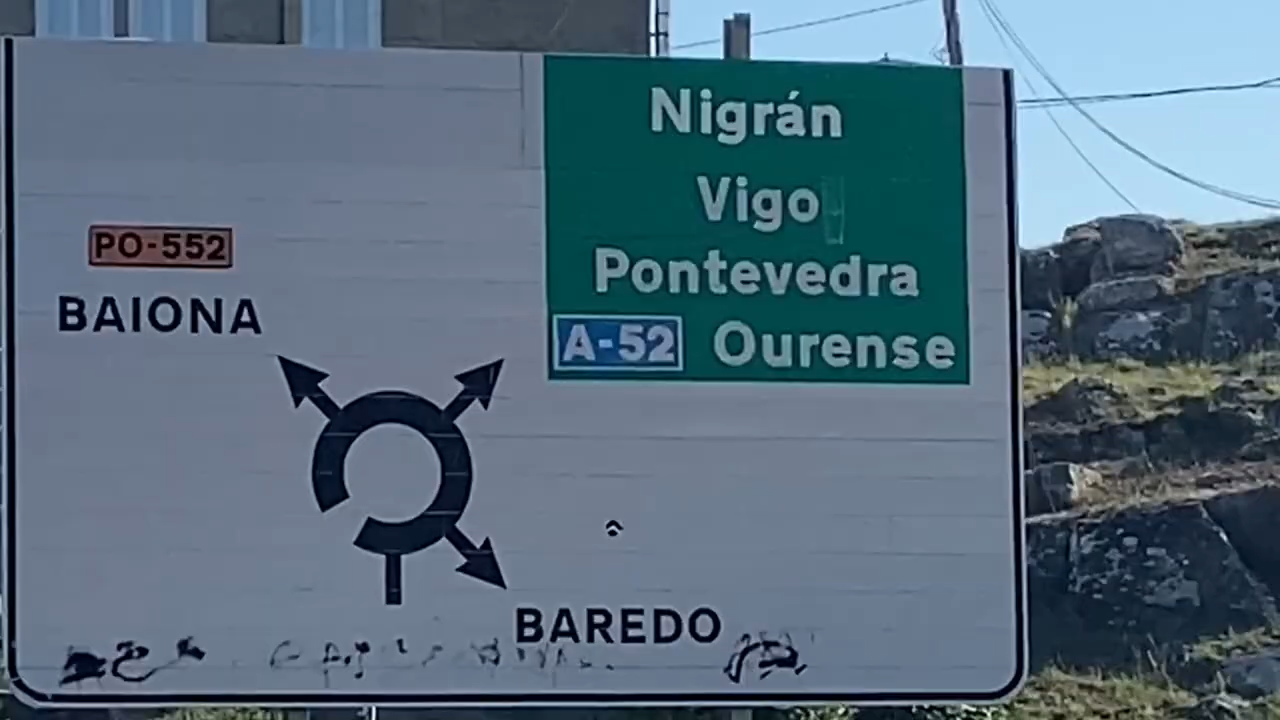 Nigrán
Vigo
Pontevedra
A-52 Ourense
PO-552
BAIONA
BAREDO